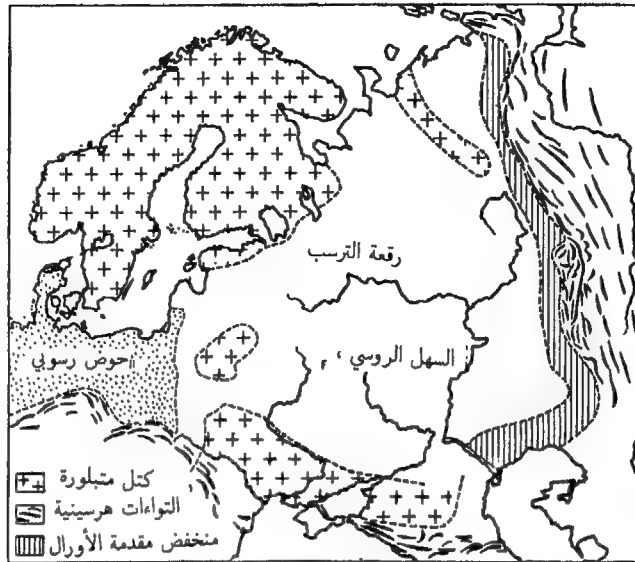 رقعة الترسب
السهل الروسي
حوض رسوبي
كتل متبلورة
التواءات هرسينية
منخفض مقدمة الأورال